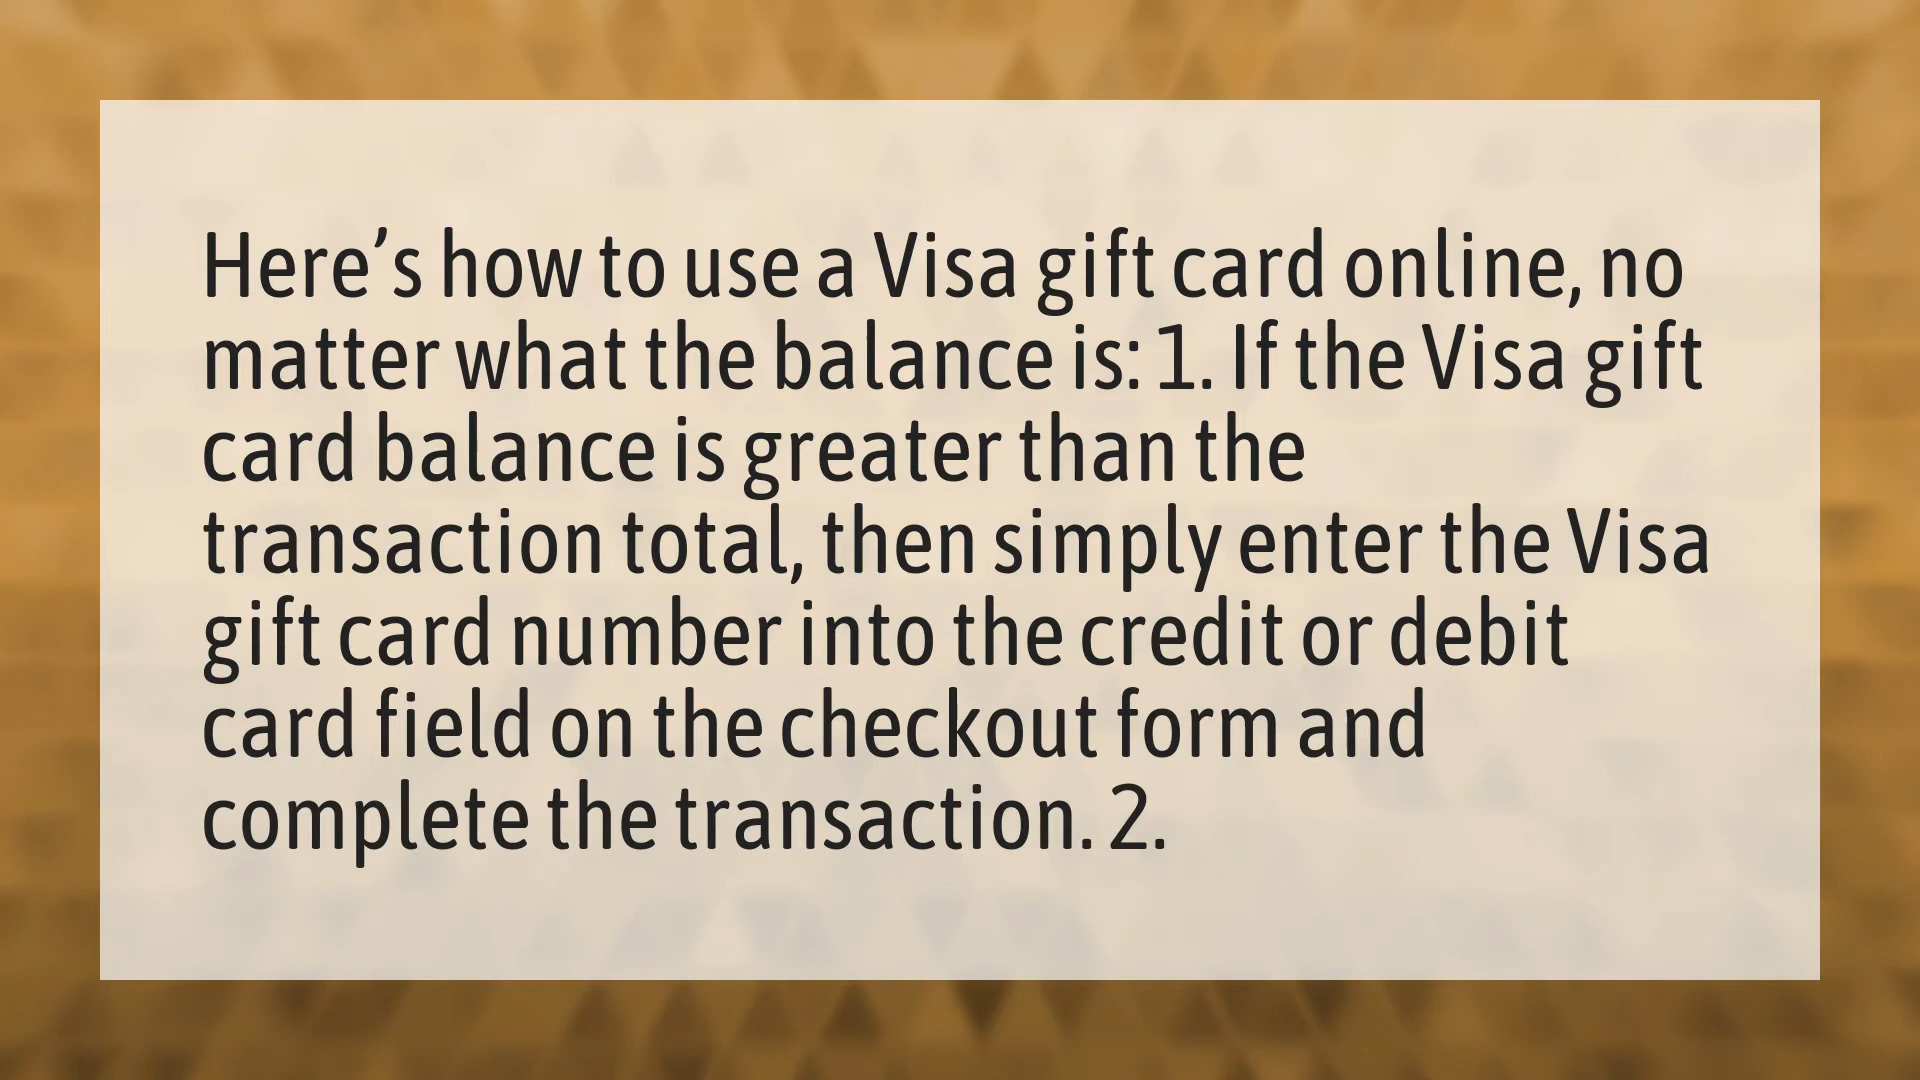 Here’s how to use a Visa gift card online, no
matter what the balance is: 1. If the Visa gift
card balance is greater than the
transaction total, then simply enter the Visa
gift card number into the credit or debit
card field on the checkout form and
complete the transaction. 2.